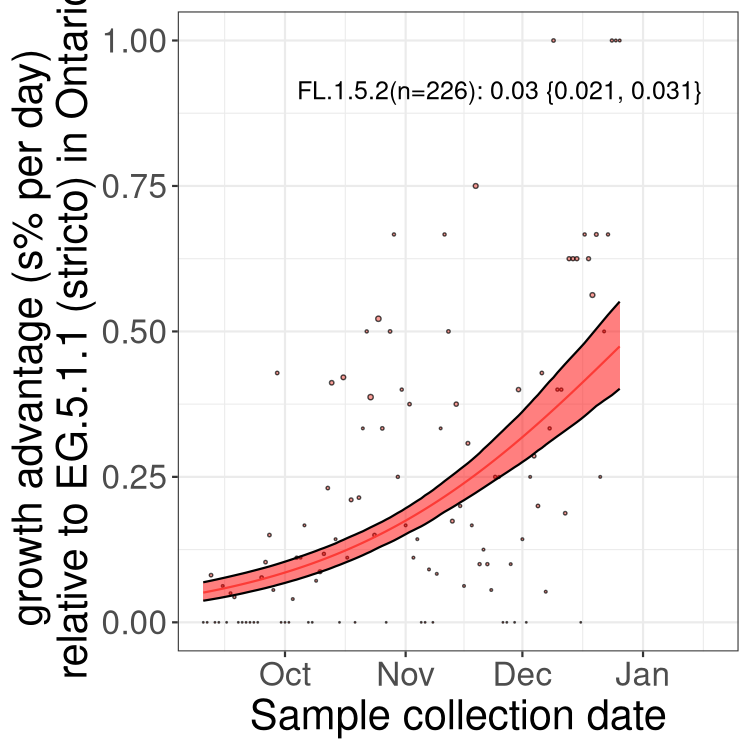 growth advantage (s% per day)
relative to EG.5.1.1 (stricto) in Ontario
1.00
0.75
0.50
0.25
0.00
FL.1.5.2(n=226): 0.03 {0.021, 0.031}
Oct Nov Dec Jan
Sample collection date